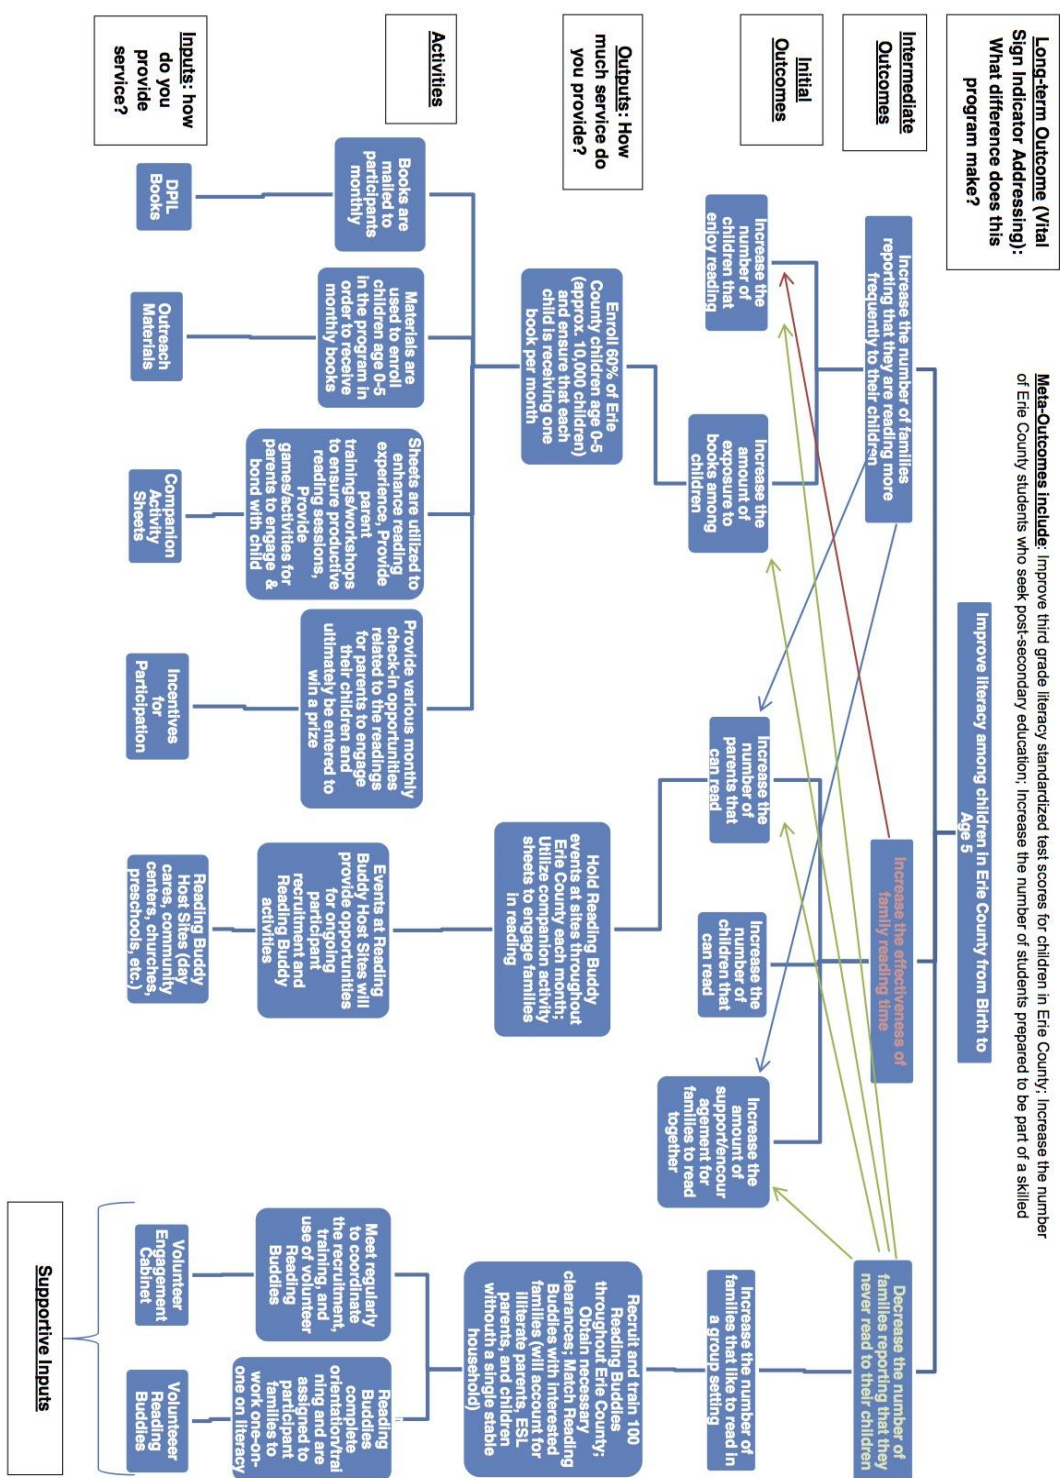 Long-term Outcome (Vital
Sign Indicator Addressing):
What difference does this
program make?
Meta-Outcomes include: Improve third grade literacy standardized test scores for children in Erie County; Increase the number
of Erie County students who seek post-secondary education; Increase the number of students prepared to be part of a skilled
Improve literacy among children in Erie County from Birth to
Age 5
Intermediate
Outcomes
Increase the number of families
reporting that they are reading more
frequently to their children
Increase the effectiveness of
family reading time
Decrease the number of
families reporting that they
never read to their children
Initial
Outcomes
Increase the
number of
children that
enjoy reading
Increase the
amount of
exposure to
books among
children
Increase the
number of
parents that
can read
Increase the
number of
children that
can read
Increase the
amount of
support/encour
agement for
families to read
together
Increase the number of
families that like to read in
a group setting
Outputs: How
much service do
you provide?
Enroll 60% of Erie
County children age 0-5
(approx. 10,000 children)
and ensure that each
child is receiving one
book per month
Hold Reading Buddy
events at sites throughout
Erie County each month;
Utilize companion activity
sheets to engage families
in reading
Recruit and train 100
Reading Buddies
throughout Erie County;
Obtain necessary
clearances; Match Reading
Buddies with interested
families (will account for
illiterate parents, ESL
parents, and children
withouth a single stable
household)
Activities
Books are
mailed to
participants
monthly
Materials are
used to enroll
children age 0-5
in the program in
order to receive
monthly books
Sheets are utilized to
enhance reading
experience, Provide
parent
trainings/workshops
to ensure productive
reading sessions,
Provide
games/activities for
parents to engage &
bond with child
Provide various monthly
check-in opportunities
related to the readings
for parents to engage
their children and
ultimately be entered to
win a prize
Events at Reading
Buddy Host Sites will
provide opportunities
for ongoing
participant
recruitment and
Reading Buddy
activities
Meet regularly
to coordinate
the recruitment,
training, and
use of volunteer
Reading
Buddies
Reading
Buddies
complete
orientation/trai
ning and are
assigned to
participant
families to
work one-on-
one on literacy
Inputs: how
do you
provide
service?
DPIL
Books
Outreach
Materials
Companion
Activity
Sheets
Incentives
for
Participation
Reading Buddy
Host Sites (day
cares, community
centers, churches,
preschools, etc.)
Volunteer
Engagement
Cabinet
Volunteeer
Reading
Buddies
Supportive Inputs